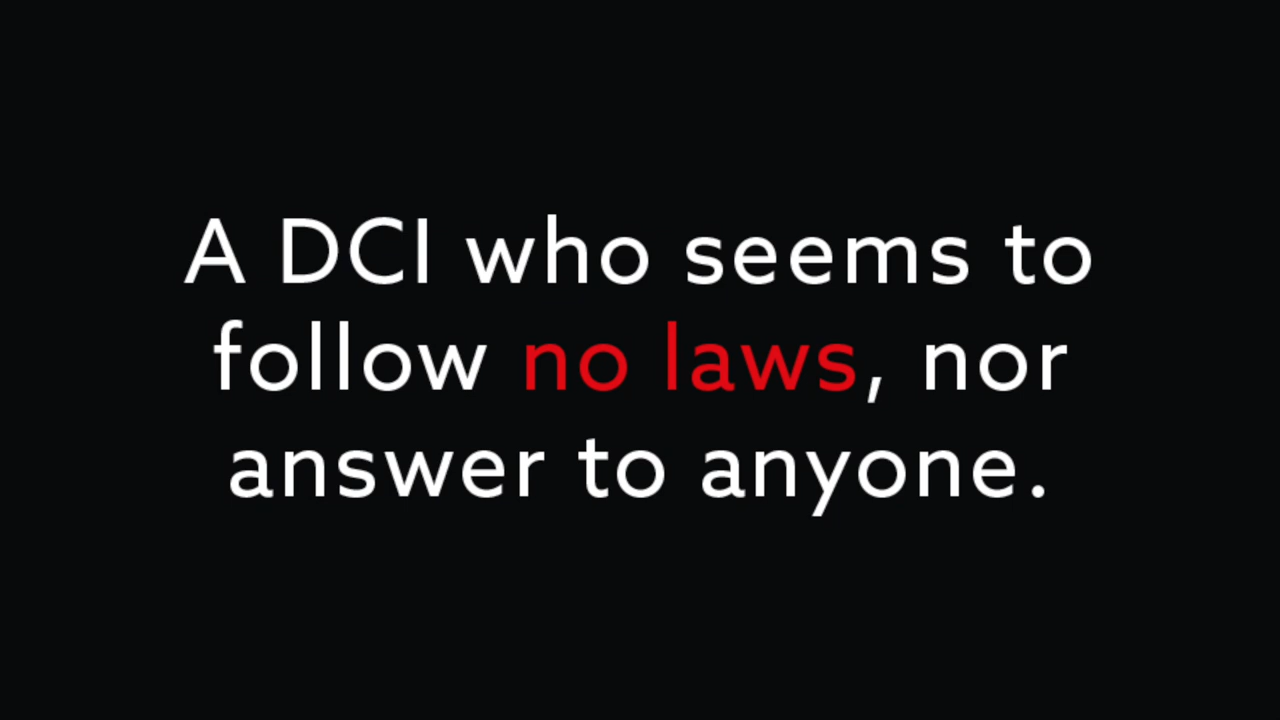 A DCI who seems to
follow no laws, nor
answer to anyone.